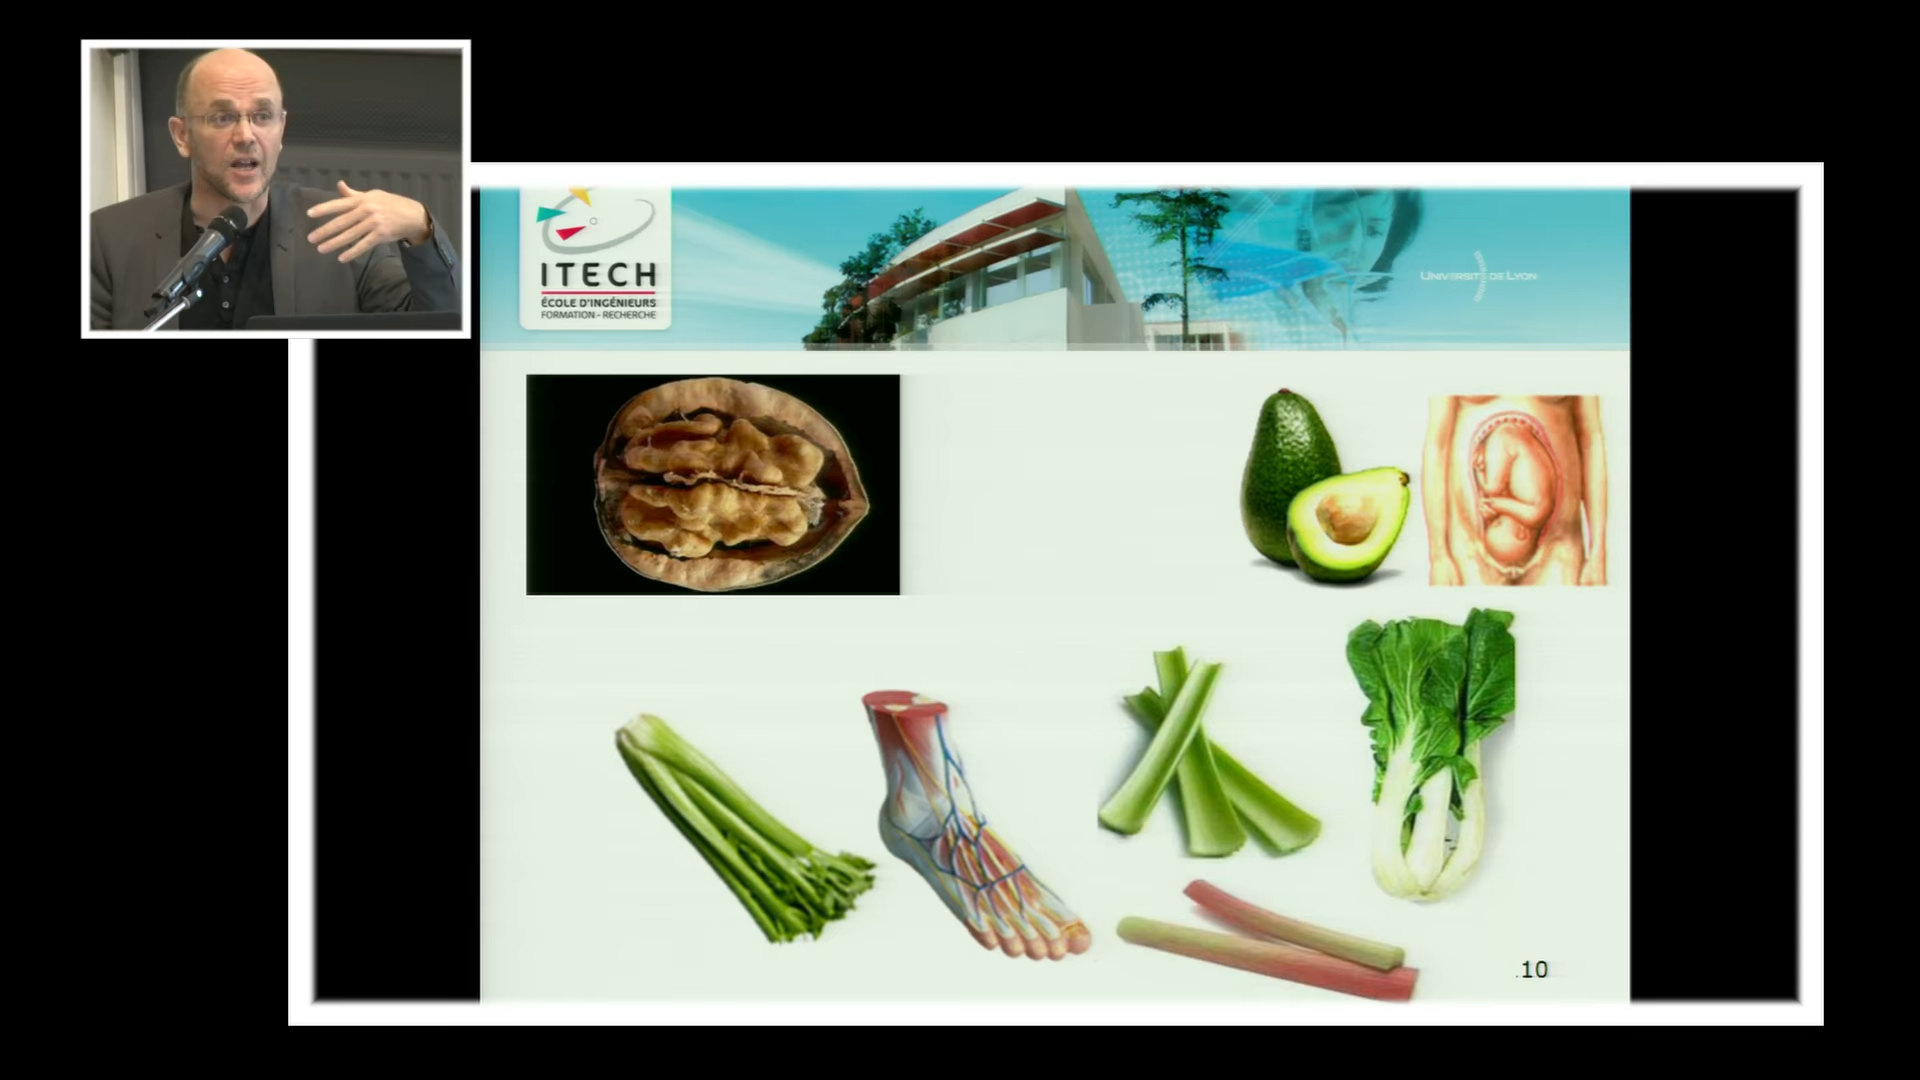 ITECH
ÉCOLE D'INGÉNIEURS
FORMATION - RECHERCHE
UNIVERSITÉ DE LYON
.10